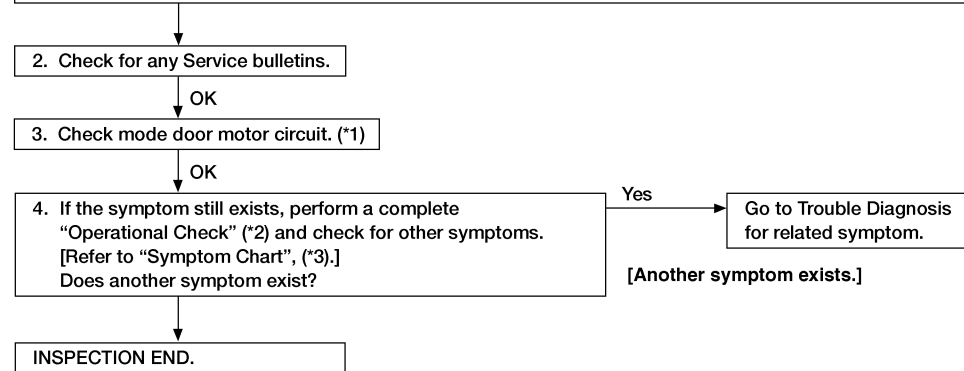 2. Check for any Service bulletins.
OK
3. Check mode door motor circuit. (*1)
OK
4. If the symptom still exists, perform a complete
“Operational Check” (*2) and check for other symptoms.
[Refer to “Symptom Chart”, (*3).]
Does another symptom exist?
Yes
Go to Trouble Diagnosis
for related symptom.
[Another symptom exists.]
INSPECTION END.